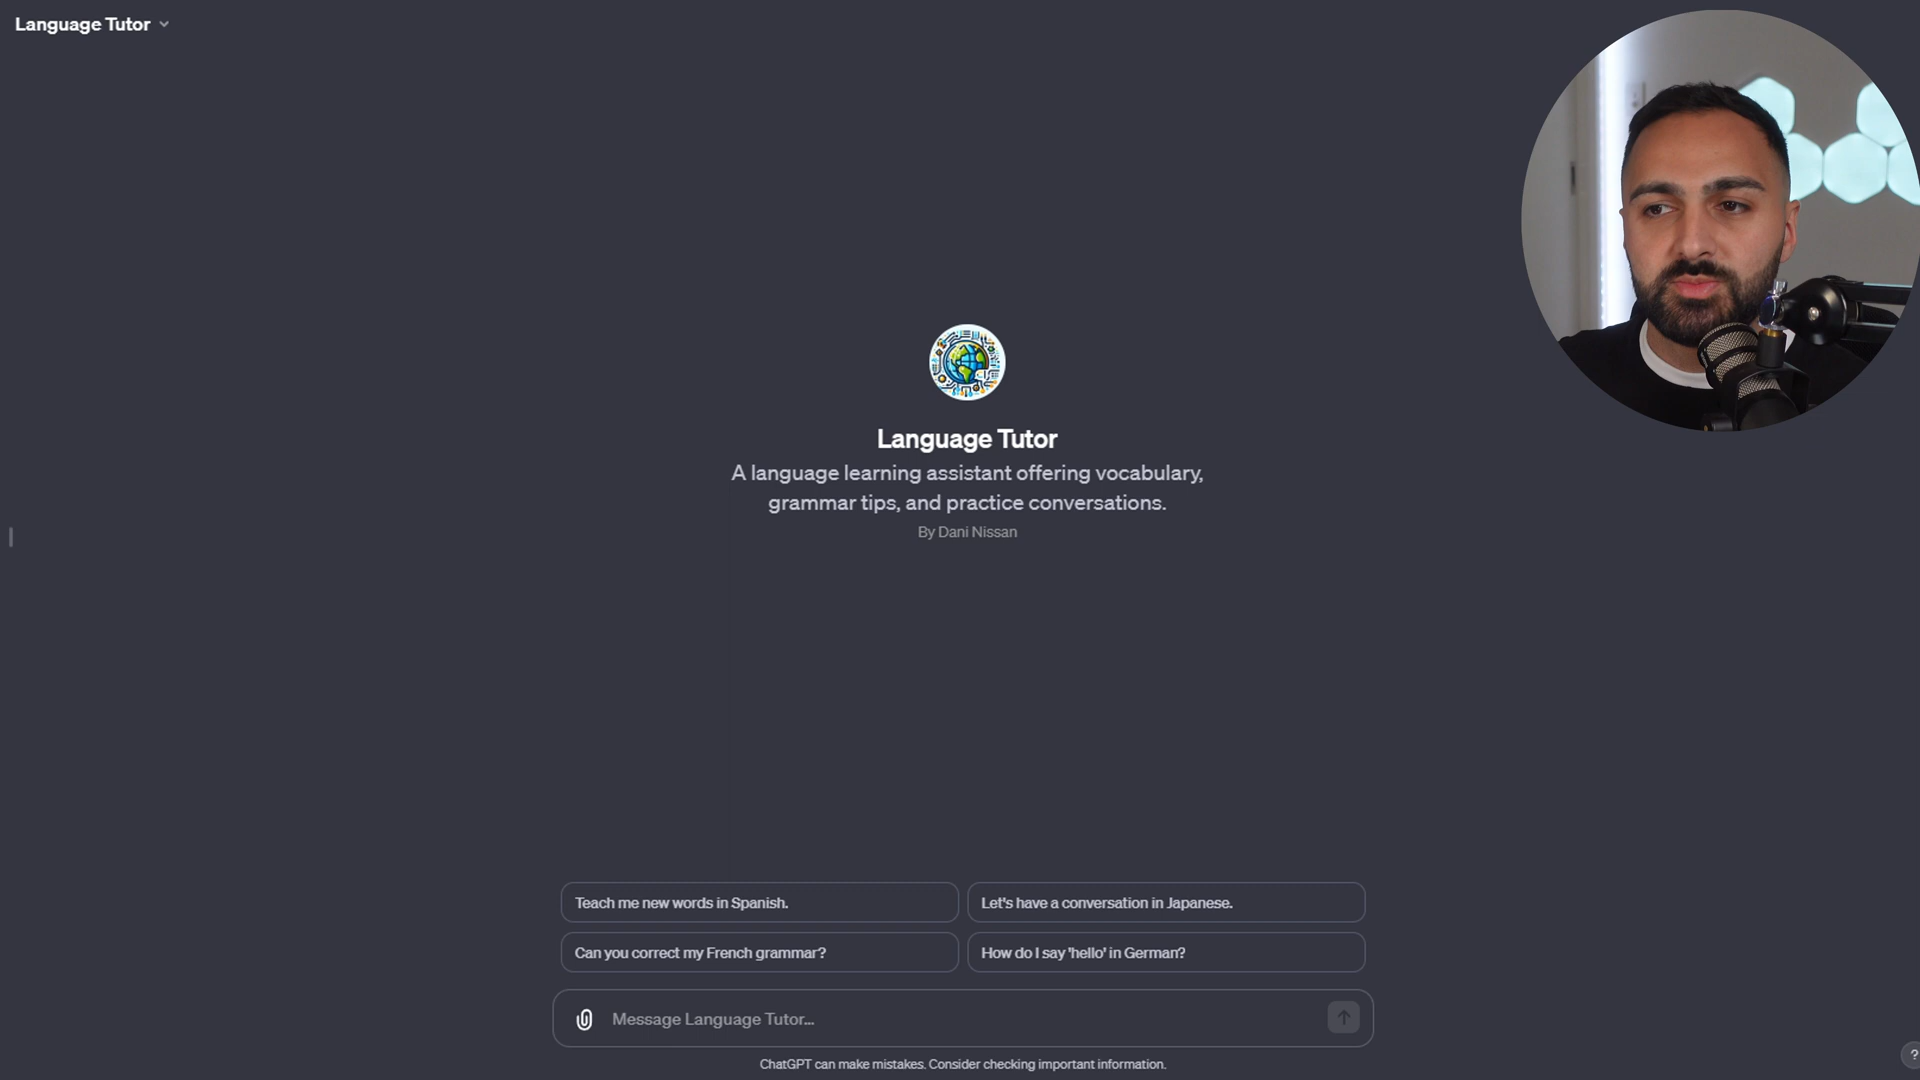 Language Tutor
Language Tutor
A language learning assistant offering vocabulary,
grammar tips, and practice conversations.
By Dani Nissan
Teach me new words in Spanish.
Let's have a conversation in Japanese.
Can you correct my French grammar?
How do I say 'hello' in German?
Message Language Tutor...
ChatGPT can make mistakes. Consider checking important information.
?